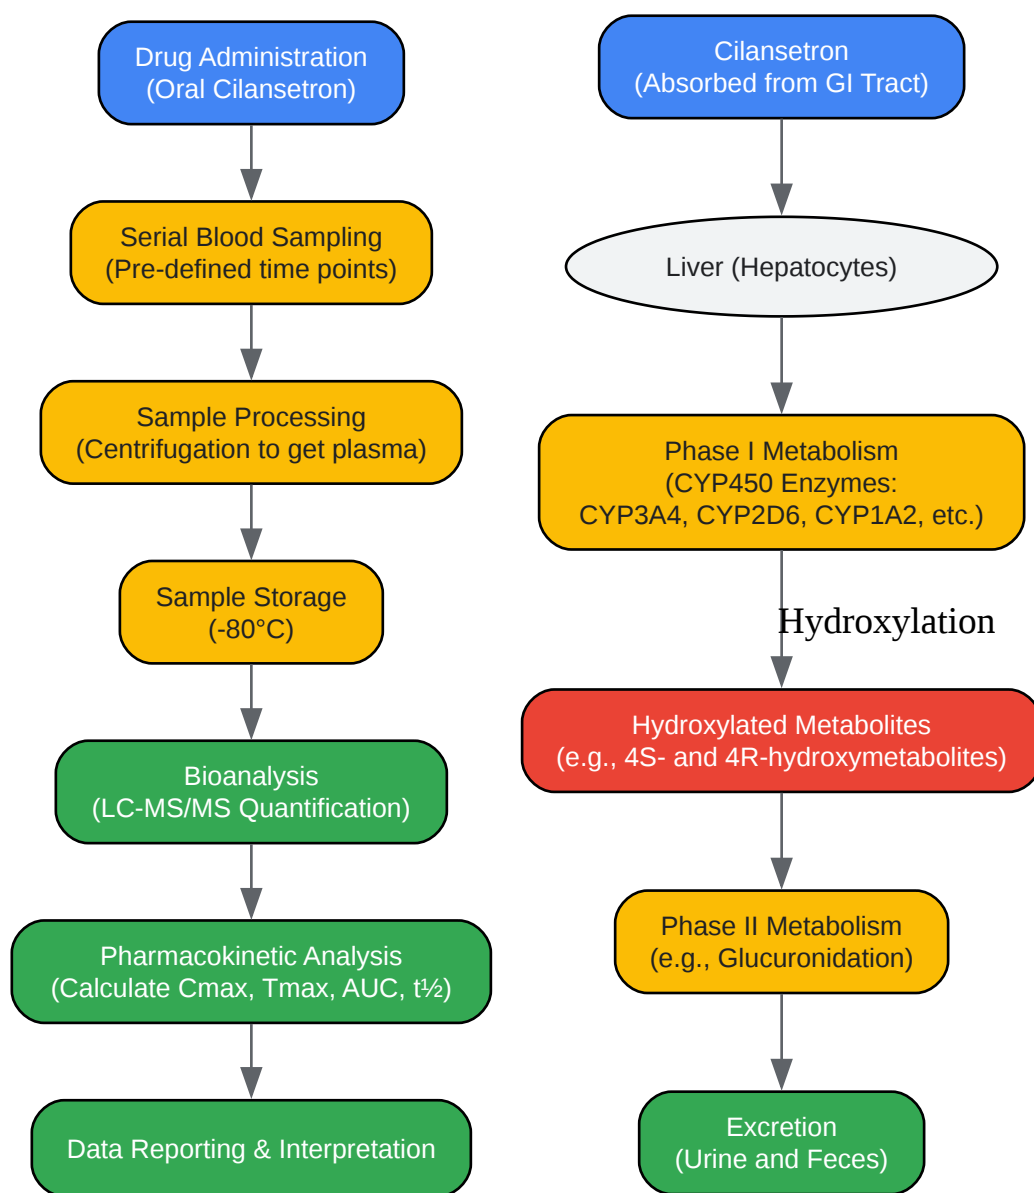 Drug Administration
(Oral Cilansetron)
Serial Blood Sampling
(Pre-defined time points)
Sample Processing
(Centrifugation to get plasma)
Sample Storage
(-80°C)
Bioanalysis
(LC-MS/MS Quantification)
Pharmacokinetic Analysis
(Calculate Cmax, Tmax, AUC, t½)
Data Reporting & Interpretation
Cilansetron
(Absorbed from GI Tract)
Liver (Hepatocytes)
Phase I Metabolism
(CYP450 Enzymes:
CYP3A4, CYP2D6, CYP1A2, etc.)
Hydroxylation
Hydroxylated Metabolites
(e.g., 4S- and 4R-hydroxymetabolites)
Phase II Metabolism
(e.g., Glucuronidation)
Excretion
(Urine and Feces)